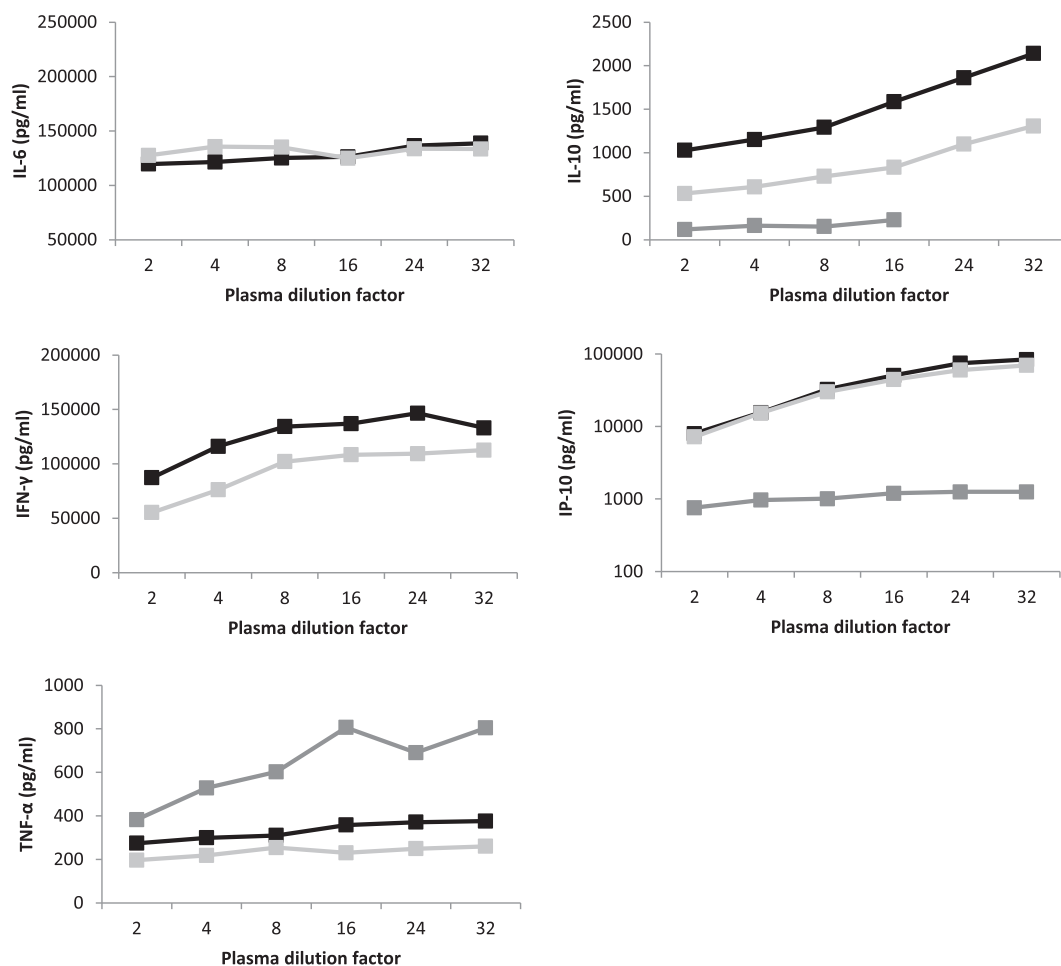 250000
200000
150000
100000
50000
IL-6 (pg/ml)
2 4 8 16 24 32
Plasma dilution factor
2500
2000
1500
1000
500
0
IL-10 (pg/ml)
2 4 8 16 24 32
Plasma dilution factor
200000
150000
100000
50000
0
IFN-γ (pg/ml)
2 4 8 16 24 32
Plasma dilution factor
100000
10000
1000
100
IP-10 (pg/ml)
2 4 8 16 24 32
Plasma dilution factor
1000
800
600
400
200
0
TNF-α (pg/ml)
2 4 8 16 24 32
Plasma dilution factor